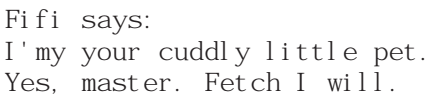 Fifi says:
I'my your cuddly little pet.
Yes, master. Fetch I will.